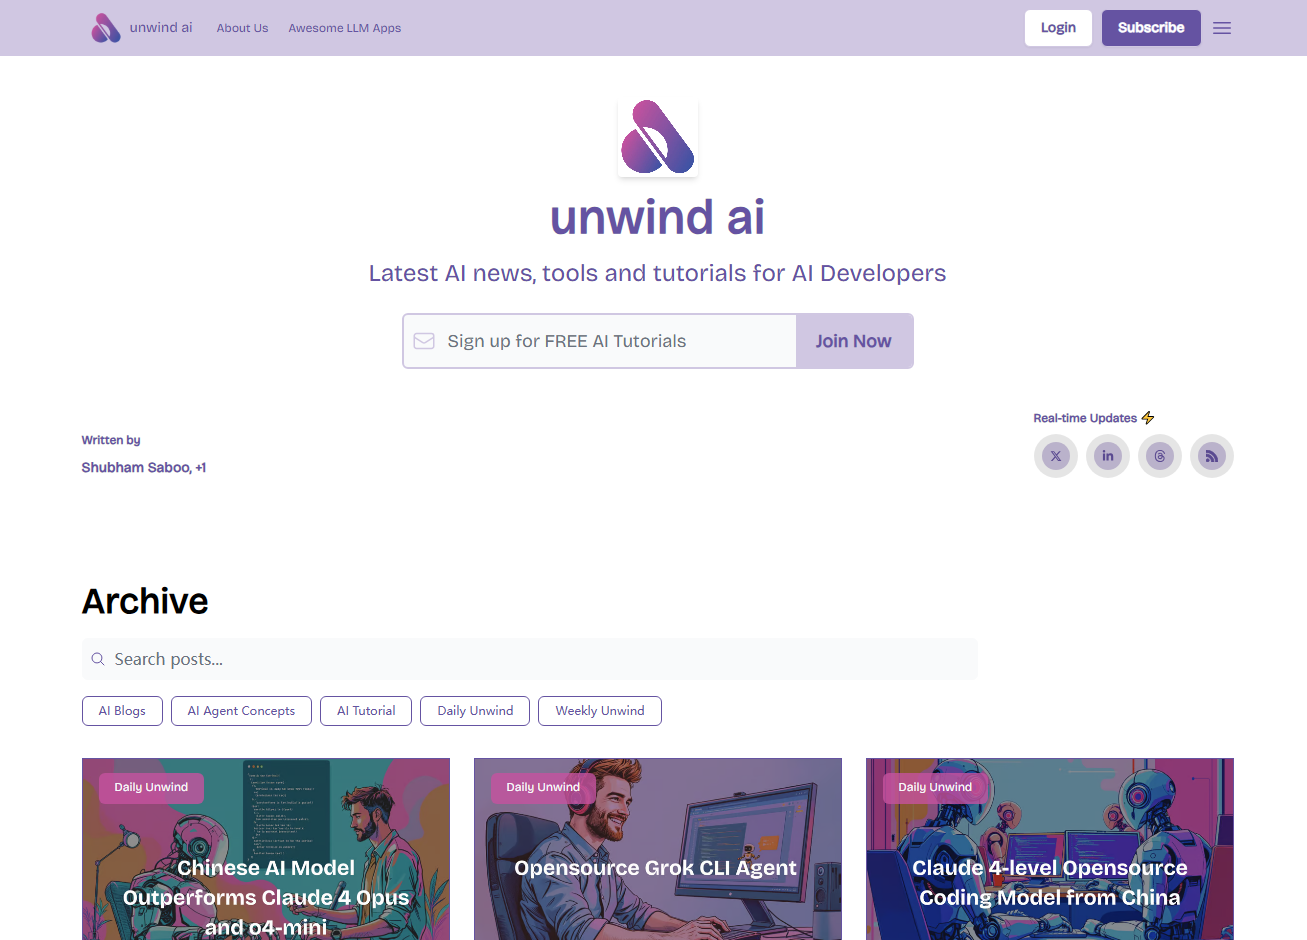 unwind ai
About Us
Awesome LLM Apps
Login
Subscribe
unwind ai
Latest AI news, tools and tutorials for AI Developers
Sign up for FREE AI Tutorials
Join Now
Real-time Updates ⚡
Written by
Shubham Saboo, +1
Archive
Search posts...
AI Blogs
AI Agent Concepts
AI Tutorial
Daily Unwind
Weekly Unwind
Daily Unwind
Chinese AI Model
Outperforms Claude 4 Opus
and o4-mini
Daily Unwind
Opensource Grok CLI Agent
Daily Unwind
Claude 4-level Opensource
Coding Model from China